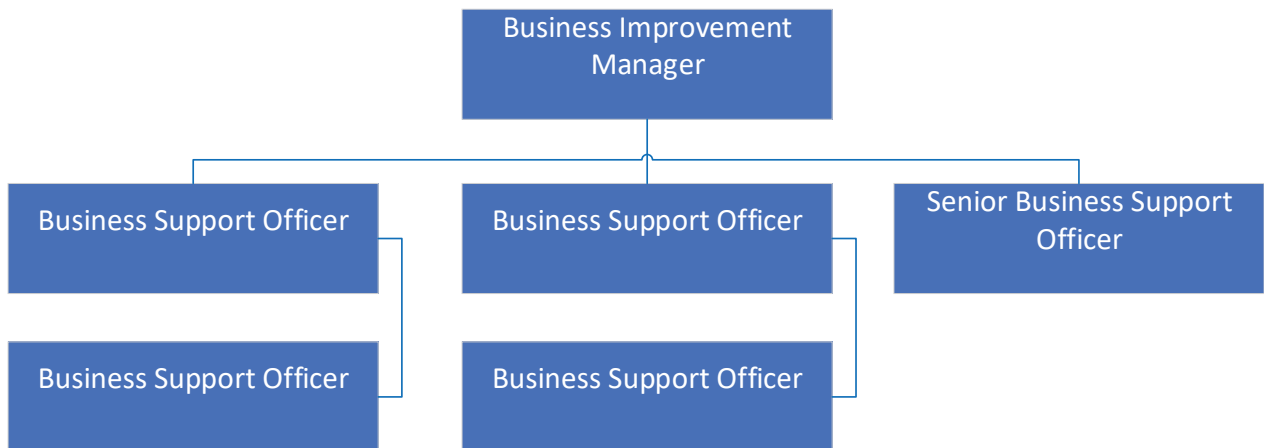 Business Improvement
Manager
Business Support Officer
Business Support Officer
Senior Business Support
Officer
Business Support Officer
Business Support Officer